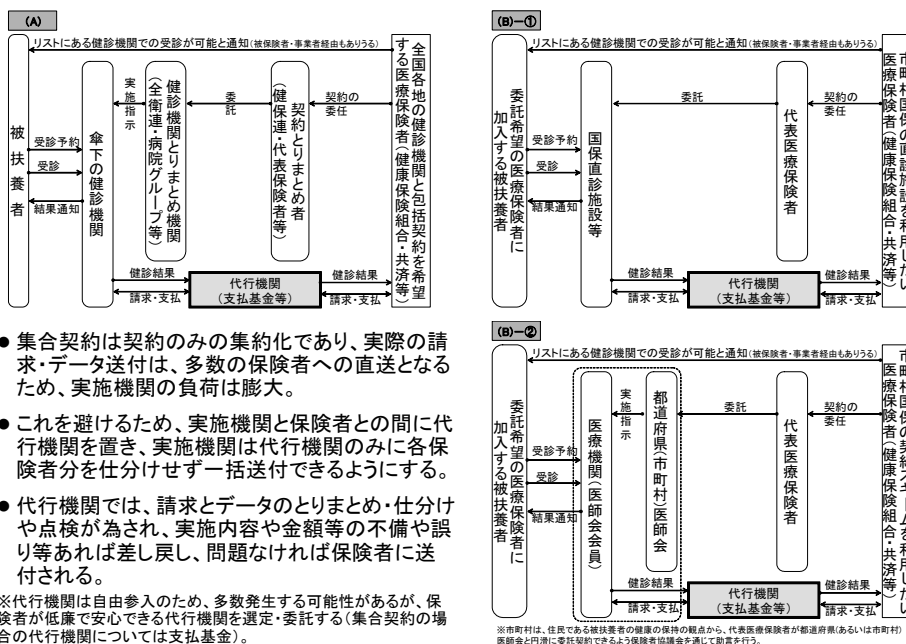 (A)
リストにある健診機関での受診が可能と通知(被保険者・事業者経由もありうる)
被扶養者
受診予約
受診
結果通知
傘下の健診機関
実施指示
健診機関とりまとめ機関
(全衛連・病院グループ等)
委託
契約とりまとめ者
(健保連・代表保険者等)
契約の
委任
全国各地の健診機関と包括契約を希望
する医療保険者(健康保険組合・共済等)
健診結果
請求・支払
代行機関
(支払基金等)
健診結果
請求・支払
● 集合契約は契約のみの集約化であり、実際の請
求・データ送付は、多数の保険者への直送となる
ため、実施機関の負荷は膨大。
● これを避けるため、実施機関と保険者との間に代
行機関を置き、実施機関は代行機関のみに各保
険者分を仕分けせず一括送付できるようにする。
● 代行機関では、請求とデータのとりまとめ・仕分け
や点検が為され、実施内容や金額等の不備や誤
り等あれば差し戻し、問題なければ保険者に送
付される。
※代行機関は自由参入のため、多数発生する可能性があるが、保
険者が低廉で安心できる代行機関を選定・委託する(集合契約の場
合の代行機関については支払基金)。
(B)-①
リストにある健診機関での受診が可能と通知(被保険者・事業者経由もありうる)
委託希望の医療保険者に
加入する被扶養者
受診予約
受診
結果通知
国保直診施設等
委託
代表医療保険者
契約の
委任
市町村国保の直診施設を利用したい
医療保険者(健康保険組合・共済等)
健診結果
請求・支払
代行機関
(支払基金等)
健診結果
請求・支払
(B)-②
リストにある健診機関での受診が可能と通知(被保険者・事業者経由もありうる)
委託希望の医療保険者に
加入する被扶養者
受診予約
受診
結果通知
医療機関(医師会会員)
実施指示
都道府県(市町村)医師会
委託
代表医療保険者
契約の
委任
市町村国保の契約スキームを利用したい
医療保険者(健康保険組合・共済等)
健診結果
請求・支払
代行機関
(支払基金等)
健診結果
請求・支払
※市町村は、住民である被扶養者の健康の保持の観点から、代表医療保険者が都道府県(あるいは市町村)
医師会と円滑に委託契約できるよう保険者協議会を通じて助言を行う。